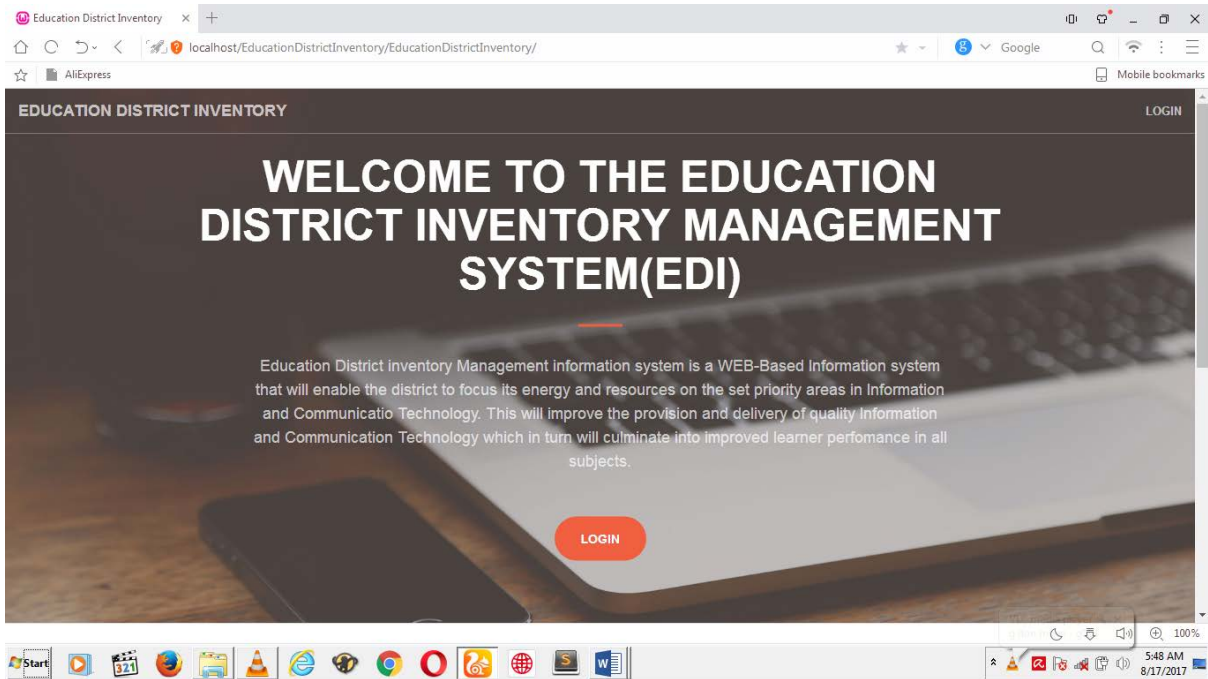 Education District Inventory
localhost/EducationDistrictInventory/EducationDistrictInventory/
Google
AliExpress
Mobile bookmarks
EDUCATION DISTRICT INVENTORY
LOGIN
WELCOME TO THE EDUCATION
DISTRICT INVENTORY MANAGEMENT
SYSTEM(EDI)
Education District inventory Management information system is a WEB-Based Information system
that will enable the district to focus its energy and resources on the set priority areas in Information
and Communicatio Technology. This will improve the provision and delivery of quality Information
and Communication Technology which in turn will culminate into improved learner perfomance in all
subjects.
LOGIN
100%
Start
321
5:48 AM
8/17/2017